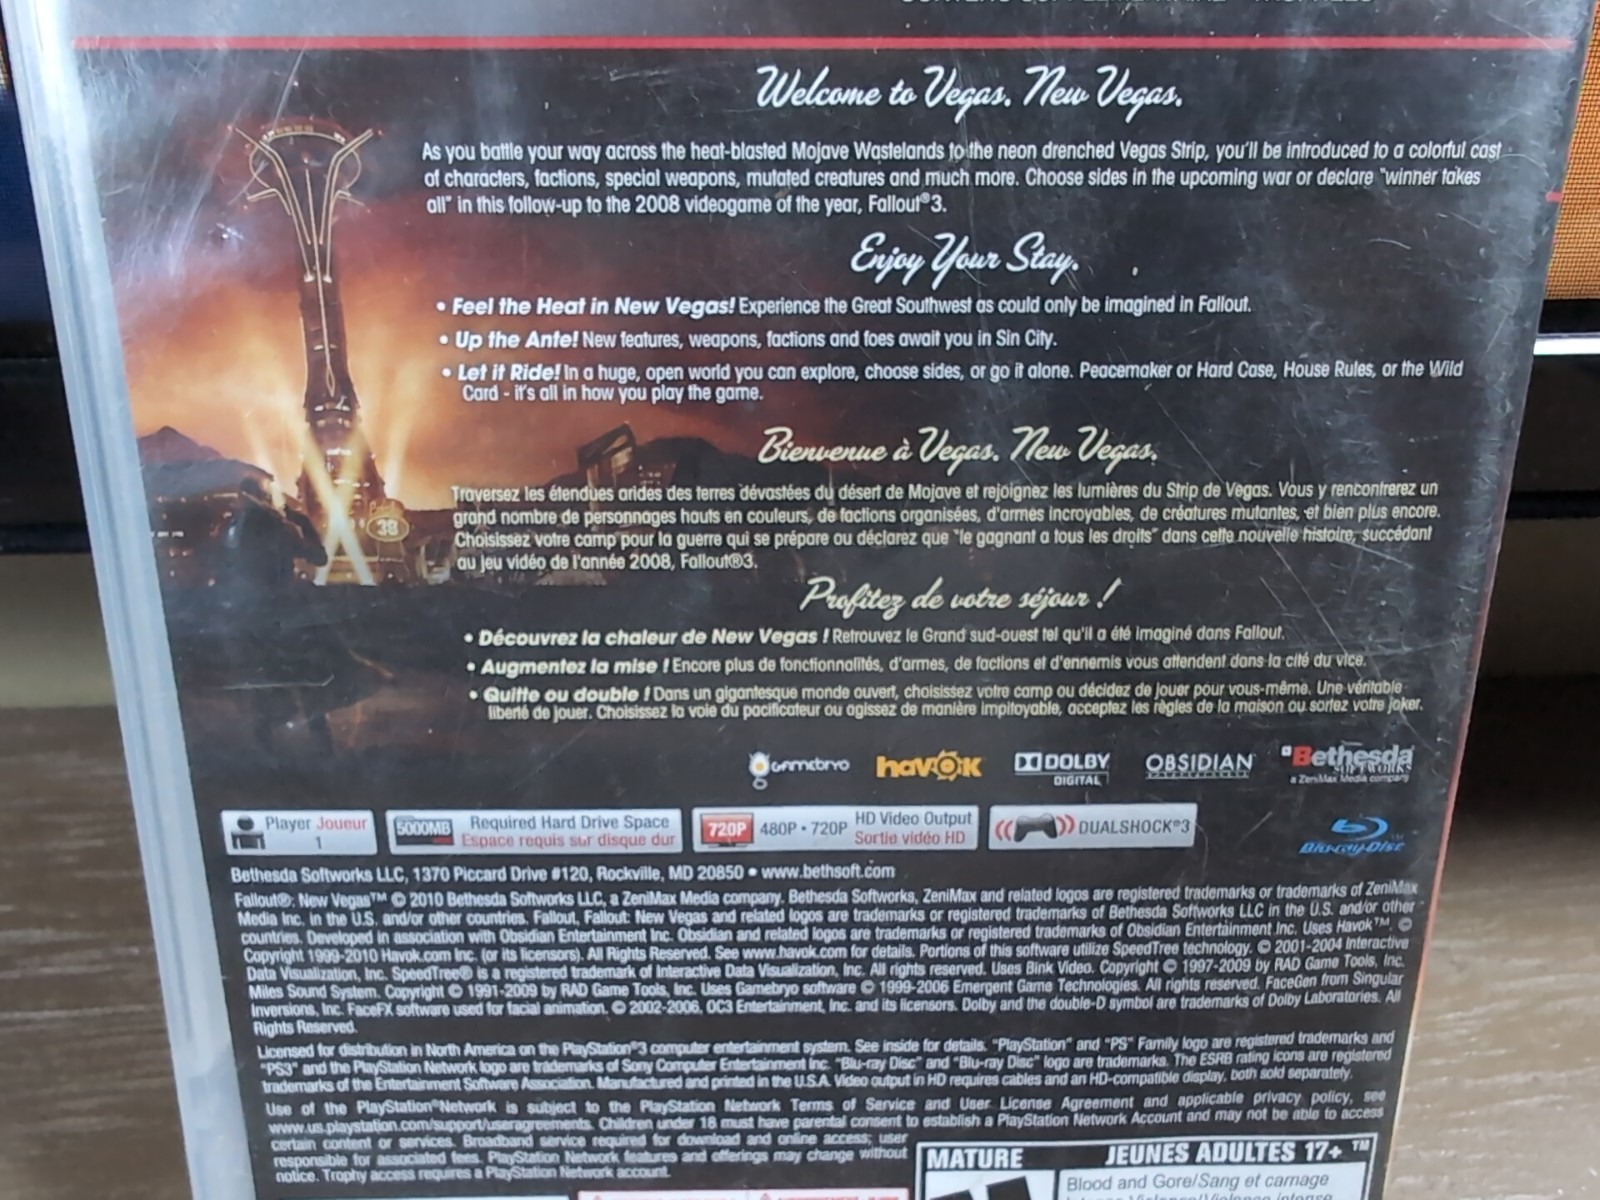 Welcome to Vegas. New Vegas.
As you battle your way across the heat-blasted Mojave Wastelands to the neon drenched Vegas Strip, you'll be introduced to a colorful cast
of characters, factions, special weapons, mutated creatures and much more. Choose sides in the upcoming war or declare "winner takes
all" in this follow-up to the 2008 videogame of the year, Fallout®3.
Enjoy Your Stay.
• Feel the Heat in New Vegas! Experience the Great Southwest as could only be imagined in Fallout.
• Up the Ante! New features, weapons, factions and foes await you in Sin City.
• Let it Ride! In a huge, open world you can explore, choose sides, or go it alone. Peacemaker or Hard Case, House Rules, or the Wild
Card - it's all in how you play the game.
Bienvenue à Vegas. New Vegas.
Traversez les étendues arides des terres dévastées du désert de Mojave et rejoignez les lumières du Strip de Vegas. Vous y rencontrerez un
grand nombre de personnages hauts en couleurs, de factions organisées, d'armes incroyables, de créatures mutantes, et bien plus encore.
Choisissez votre camp pour la guerre qui se prépare ou déclarez que "le gagnant a tous les droits" dans cette nouvelle histoire, succédant
au jeu vidéo de l'année 2008, Fallout®3.
38
Profitez de votre séjour !
• Découvrez la chaleur de New Vegas ! Retrouvez le Grand sud-ouest tel qu'il a été imaginé dans Fallout.
• Augmentez la mise ! Encore plus de fonctionnalités, d'armes, de factions et d'ennemis vous attendent dans la cité du vice.
• Quitte ou double ! Dans un gigantesque monde ouvert, choisissez votre camp ou décidez de jouer pour vous-même. Une véritable
liberté de jouer. Choisissez la voie du pacificateur ou agissez de manière impitoyable, acceptez les règles de la maison ou sortez votre joker.
gamebryo havok DOLBY DIGITAL OBSIDIAN ENTERTAINMENT Bethesda SOFTWORKS
a ZeniMax Media company
Player Joueur 1
5000MB Required Hard Drive Space
Espace requis sur disque dur
720P 480P • 720P HD Video Output
Sortie vidéo HD
DUALSHOCK®3
Blu-ray Disc
Bethesda Softworks LLC, 1370 Piccard Drive #120, Rockville, MD 20850 • www.bethsoft.com
Fallout®: New Vegas™ © 2010 Bethesda Softworks LLC, a ZeniMax Media company. Bethesda Softworks, ZeniMax and related logos are registered trademarks or trademarks of ZeniMax
Media Inc. in the U.S. and/or other countries. Fallout, Fallout: New Vegas and related logos are trademarks or registered trademarks of Bethesda Softworks LLC in the U.S. and/or other
countries. Developed in association with Obsidian Entertainment Inc. Obsidian and related logos are trademarks or registered trademarks of Obsidian Entertainment Inc. Uses Havok™. ©
Copyright 1999-2010 Havok.com Inc. (or its licensors). All Rights Reserved. See www.havok.com for details. Portions of this software utilize SpeedTree technology. © 2001-2004 Interactive
Data Visualization, Inc. SpeedTree® is a registered trademark of Interactive Data Visualization, Inc. All rights reserved. Uses Bink Video. Copyright © 1997-2009 by RAD Game Tools, Inc.
Miles Sound System. Copyright © 1991-2009 by RAD Game Tools, Inc. Uses Gamebryo software © 1999-2006 Emergent Game Technologies. All rights reserved. FaceGen from Singular
Inversions, Inc. FaceFX software used for facial animation. © 2002-2006, OC3 Entertainment, Inc. and its licensors. Dolby and the double-D symbol are trademarks of Dolby Laboratories. All
Rights Reserved.
Licensed for distribution in North America on the PlayStation®3 computer entertainment system. See inside for details. "PlayStation" and "PS" Family logo are registered trademarks and
"PS3" and the PlayStation Network logo are trademarks of Sony Computer Entertainment Inc. "Blu-ray Disc" and "Blu-ray Disc" logo are trademarks. The ESRB rating icons are registered
trademarks of the Entertainment Software Association. Manufactured and printed in the U.S.A. Video output in HD requires cables and an HD-compatible display, both sold separately.
Use of the PlayStation®Network is subject to the PlayStation Network Terms of Service and User License Agreement and applicable privacy policy, see
www.us.playstation.com/support/useragreements. Children under 18 must have parental consent to establish a PlayStation Network Account and may not be able to access
certain content or services. Broadband service required for download and online access; user
responsible for associated fees. PlayStation Network features and offerings may change without
notice. Trophy access requires a PlayStation Network account.
MATURE JEUNES ADULTES 17+ ™
Blood and Gore/Sang et carnage